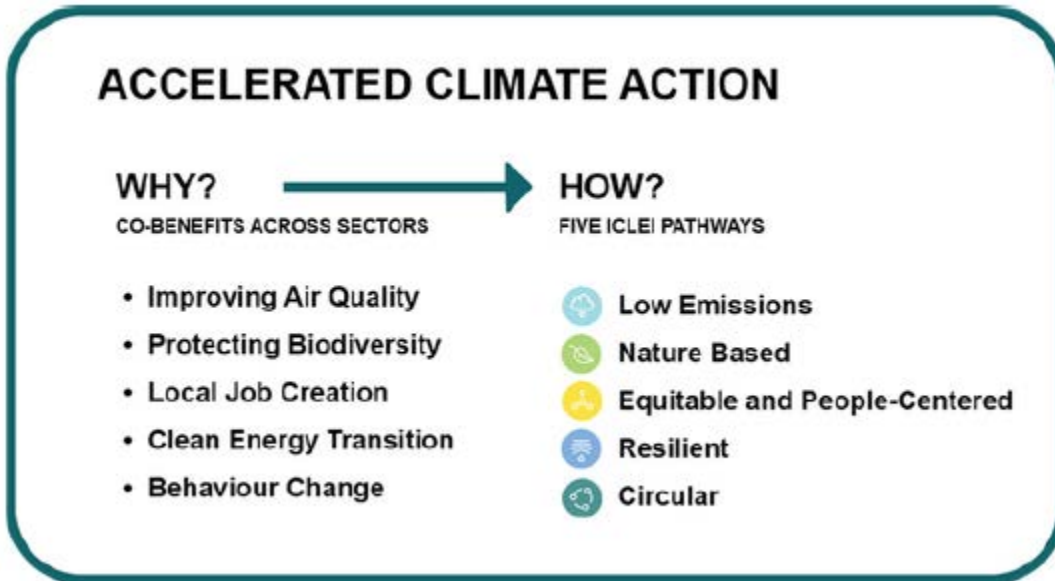 ACCELERATED CLIMATE ACTION
WHY?
CO-BENEFITS ACROSS SECTORS
• Improving Air Quality
• Protecting Biodiversity
• Local Job Creation
• Clean Energy Transition
• Behaviour Change
HOW?
FIVE ICLEI PATHWAYS
Low Emissions
Nature Based
Equitable and People-Centered
Resilient
Circular